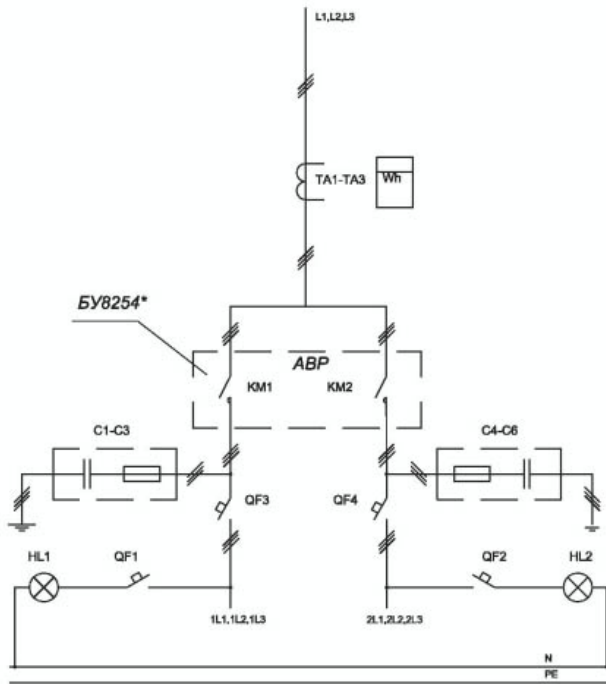 L1,L2,L3
TA1-TA3
Wh
БУ8254*
АВР
KM1
KM2
C1-C3
C4-C6
QF3
QF4
HL1
QF1
QF2
HL2
1L1,1L2,1L3
2L1,2L2,2L3
N
PE